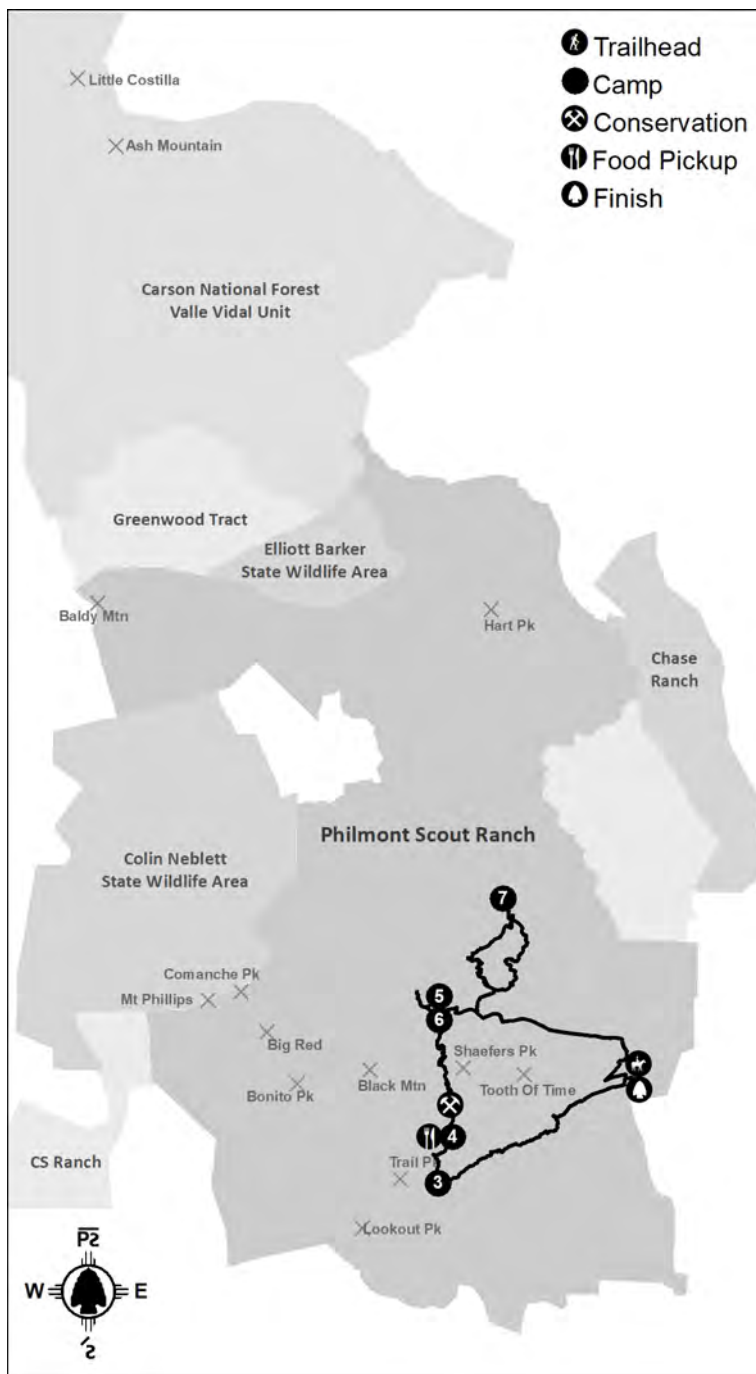 Trailhead
Camp
Conservation
Food Pickup
Finish
Little Costilla
Ash Mountain
Carson National Forest
Valle Vidal Unit
Greenwood Tract
Elliott Barker
State Wildlife Area
Baldy Mtn
Hart Pk
Chase
Ranch
Philmont Scout Ranch
Colin Neblett
State Wildlife Area
7
Comanche Pk
Mt Phillips
5
6
Big Red
Shaefers Pk
Black Mtn
Bonito Pk
Tooth Of Time
4
CS Ranch
Trail P
3
Lookout Pk
W
E